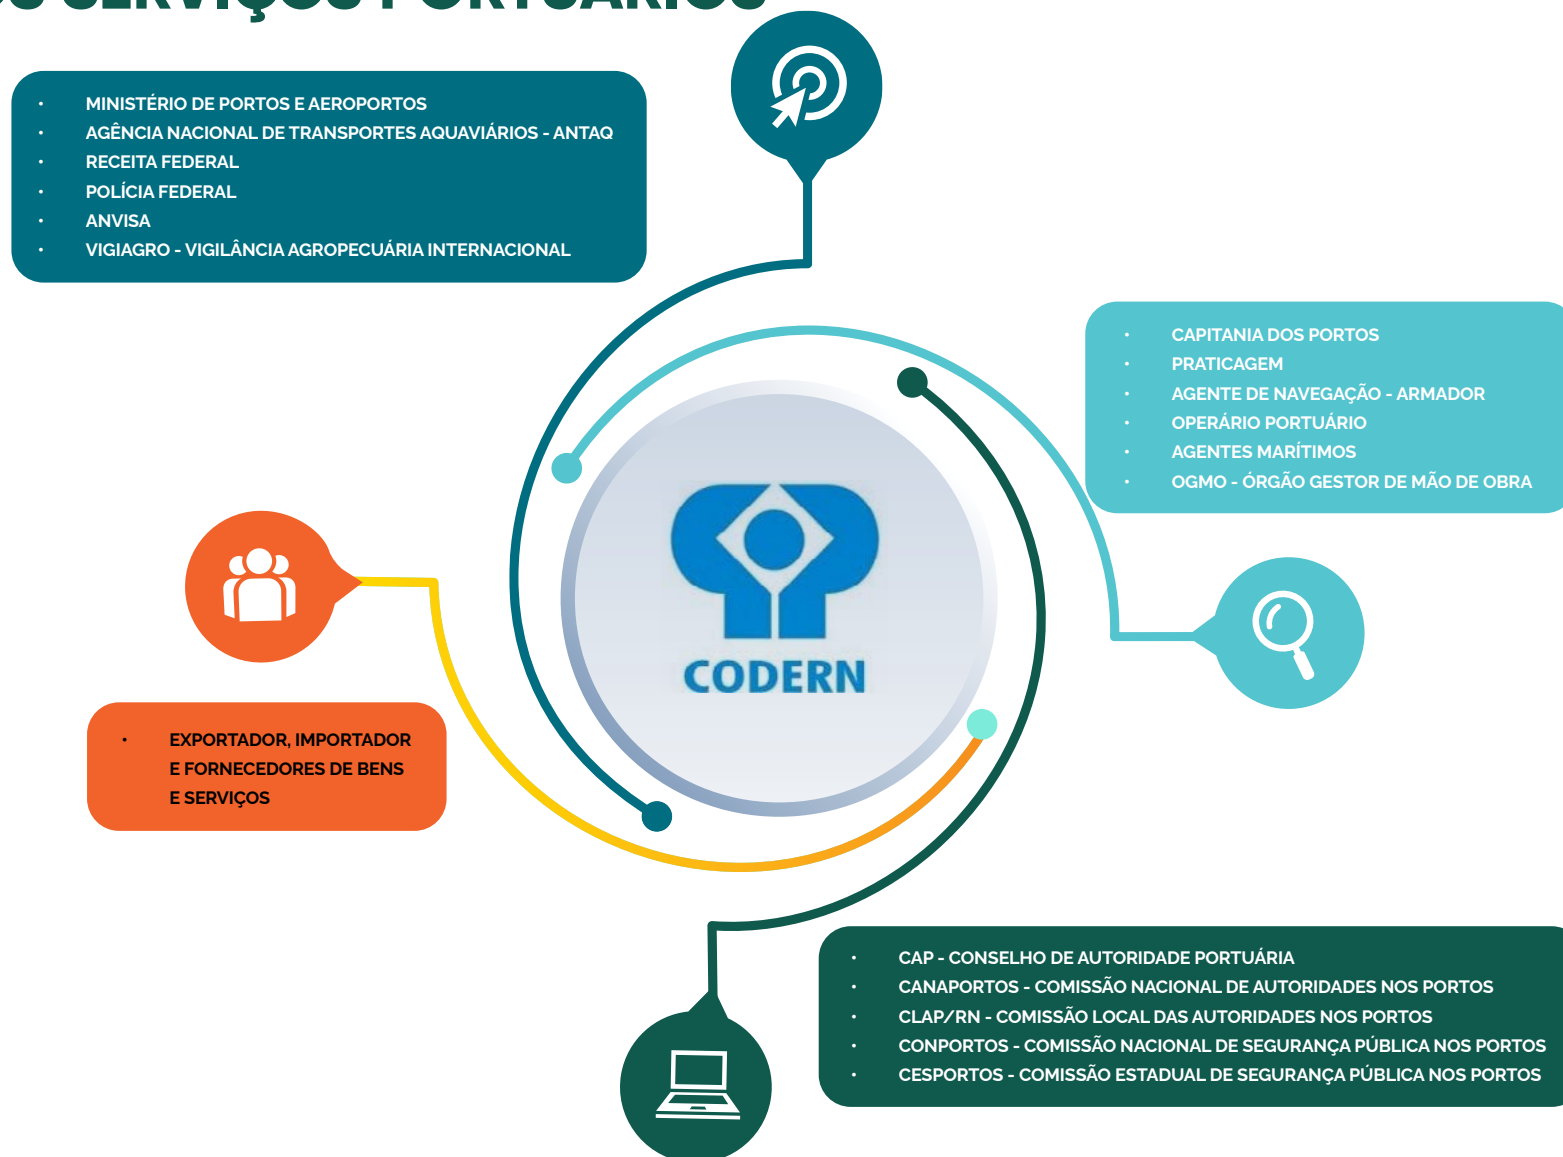 SERVIÇOS PORTUÁRIOS
• MINISTÉRIO DE PORTOS E AEROPORTOS
• AGÊNCIA NACIONAL DE TRANSPORTES AQUAVIÁRIOS - ANTAQ
• RECEITA FEDERAL
• POLÍCIA FEDERAL
• ANVISA
• VIGIAGRO - VIGILÂNCIA AGROPECUÁRIA INTERNACIONAL
• CAPITANIA DOS PORTOS
• PRATICAGEM
• AGENTE DE NAVEGAÇÃO - ARMADOR
• OPERÁRIO PORTUÁRIO
• AGENTES MARÍTIMOS
• OGMO - ÓRGÃO GESTOR DE MÃO DE OBRA
CODERN
• EXPORTADOR, IMPORTADOR
E FORNECEDORES DE BENS
E SERVIÇOS
• CAP - CONSELHO DE AUTORIDADE PORTUÁRIA
• CANAPORTOS - COMISSÃO NACIONAL DE AUTORIDADES NOS PORTOS
• CLAP/RN - COMISSÃO LOCAL DAS AUTORIDADES NOS PORTOS
• CONPORTOS - COMISSÃO NACIONAL DE SEGURANÇA PÚBLICA NOS PORTOS
• CESPORTOS - COMISSÃO ESTADUAL DE SEGURANÇA PÚBLICA NOS PORTOS